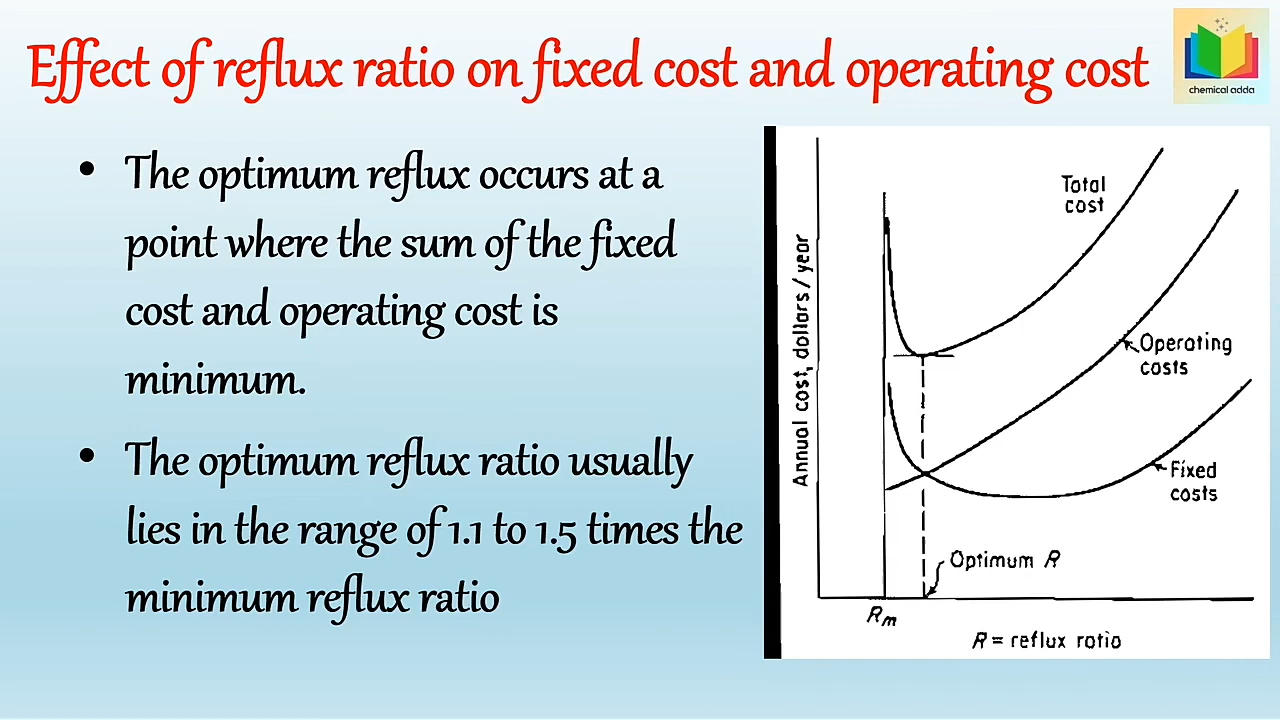 Effect of reflux ratio on fixed cost and operating cost
chemical adda
• The optimum reflux occurs at a
point where the sum of the fixed
cost and operating cost is
minimum.
• The optimum reflux ratio usually
lies in the range of 1.1 to 1.5 times the
minimum reflux ratio
Annual cost, dollars/year
Total
cost
Operating
costs
Fixed
costs
Optimum R
Rm
R = reflux ratio